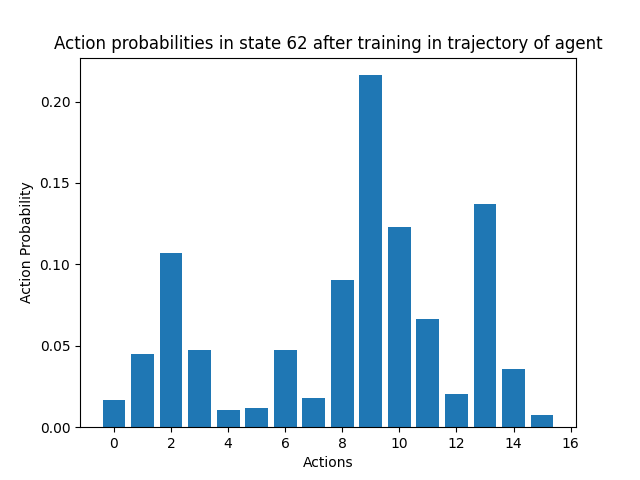 Action probabilities in state 62 after training in trajectory of agent
0.20
0.15
0.10
0.05
0.00
Action Probability
0 2 4 6 8 10 12 14 16
Actions